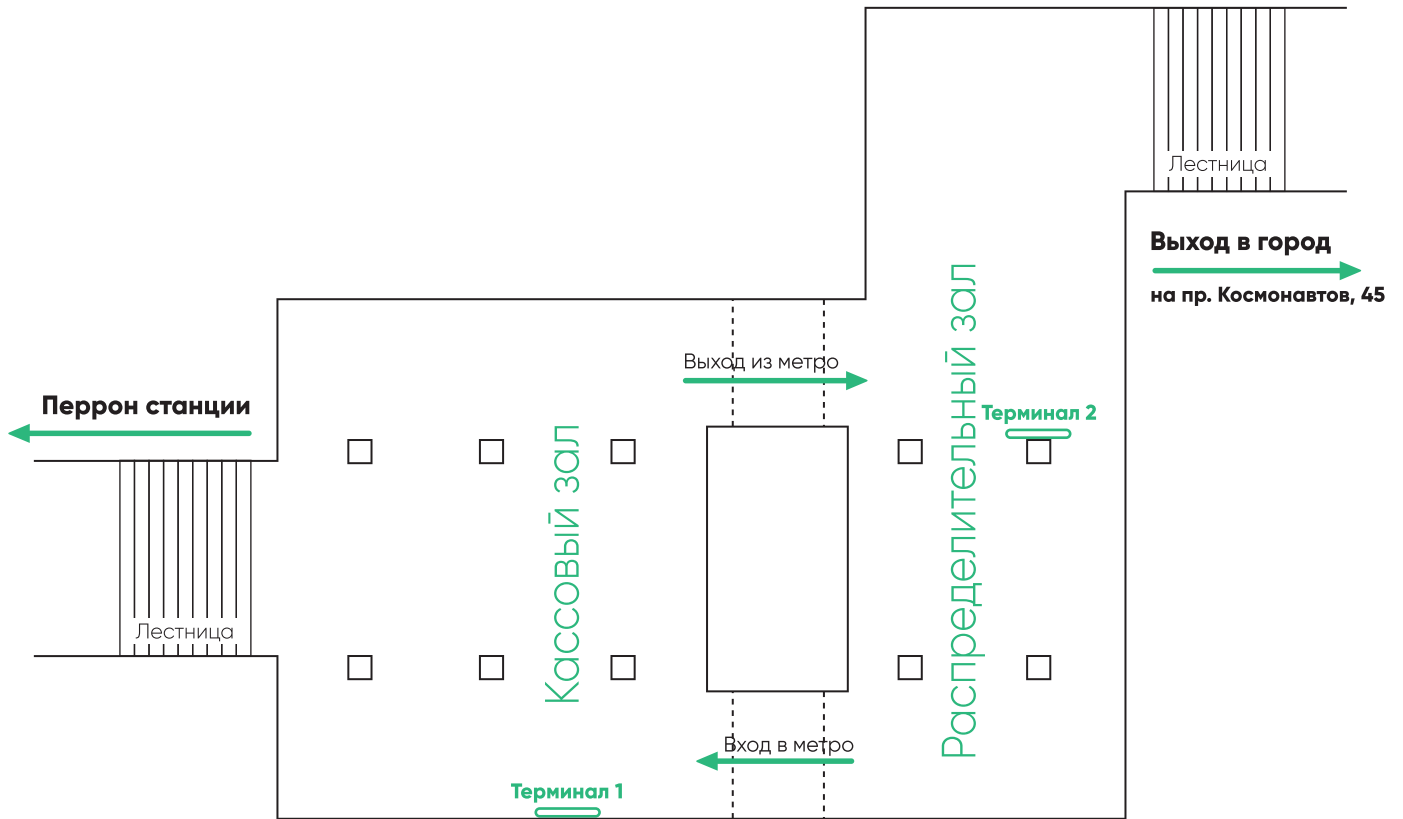 Лестница
Выход в город
на пр. Космонавтов, 45
Выход из метро
Перрон станции
Терминал 2
Кассовый зал
Распределительный зал
Лестница
Вход в метро
Терминал 1